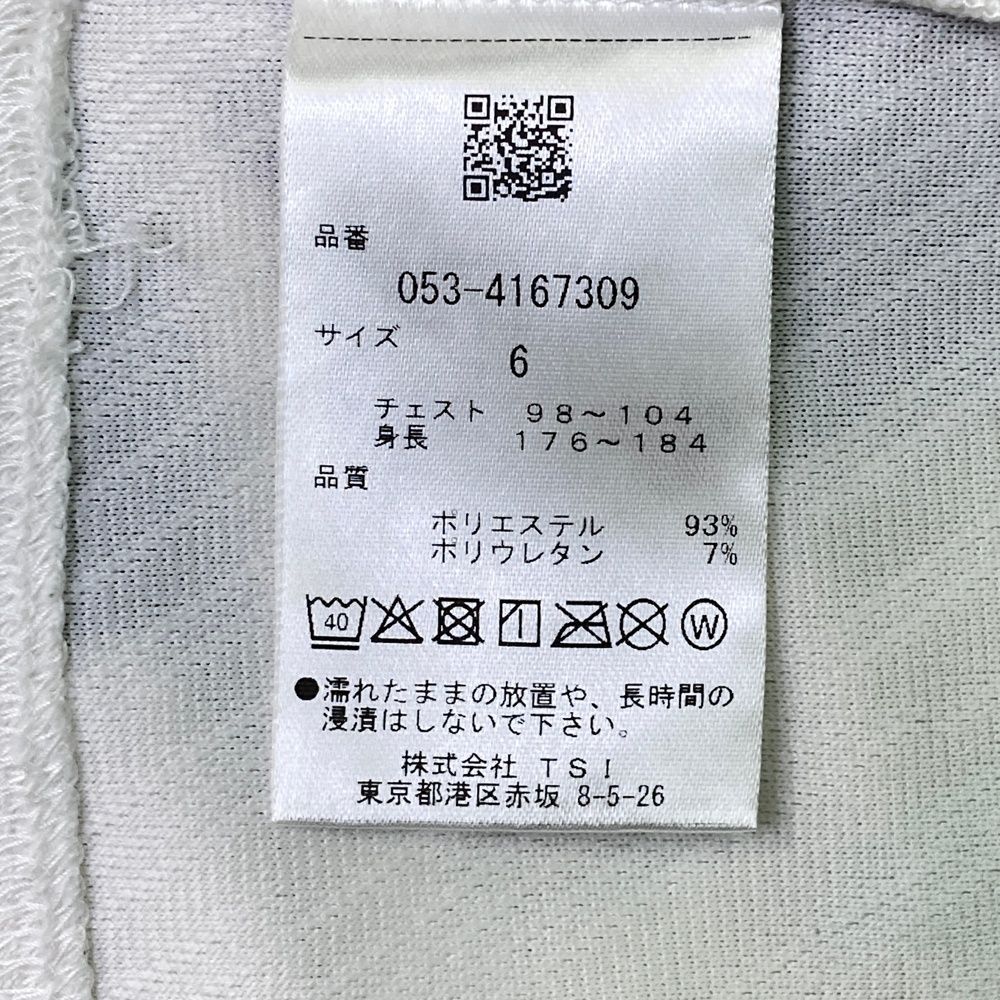 品番
053-4167309
サイズ
6
チェスト 98～104
身長 176～184
品質
ポリエステル 93%
ポリウレタン 7%
40 W
●濡れたままの放置や、長時間の
浸漬はしないで下さい。
株式会社 TSI
東京都港区赤坂 8-5-26